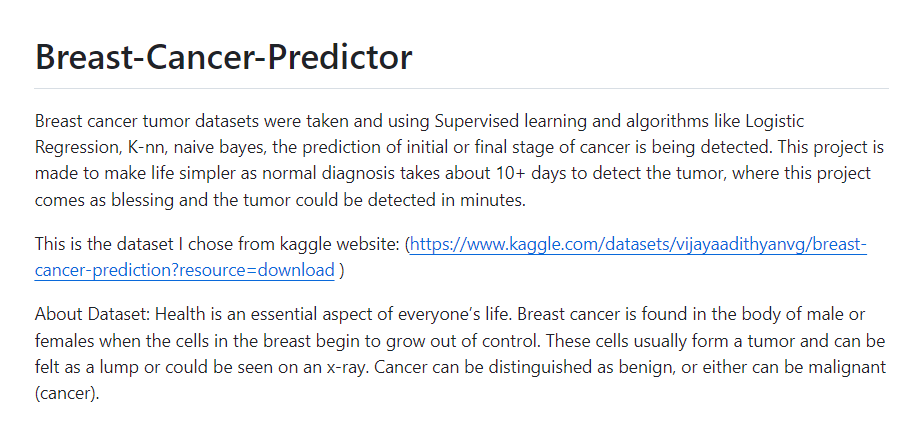 Breast-Cancer-Predictor
Breast cancer tumor datasets were taken and using Supervised learning and algorithms like Logistic
Regression, K-nn, naive bayes, the prediction of initial or final stage of cancer is being detected. This project is
made to make life simpler as normal diagnosis takes about 10+ days to detect the tumor, where this project
comes as blessing and the tumor could be detected in minutes.
This is the dataset I chose from kaggle website: (https://www.kaggle.com/datasets/vijayaadithyanvg/breast-
cancer-prediction?resource=download )
About Dataset: Health is an essential aspect of everyone’s life. Breast cancer is found in the body of male or
females when the cells in the breast begin to grow out of control. These cells usually form a tumor and can be
felt as a lump or could be seen on an x-ray. Cancer can be distinguished as benign, or either can be malignant
(cancer).